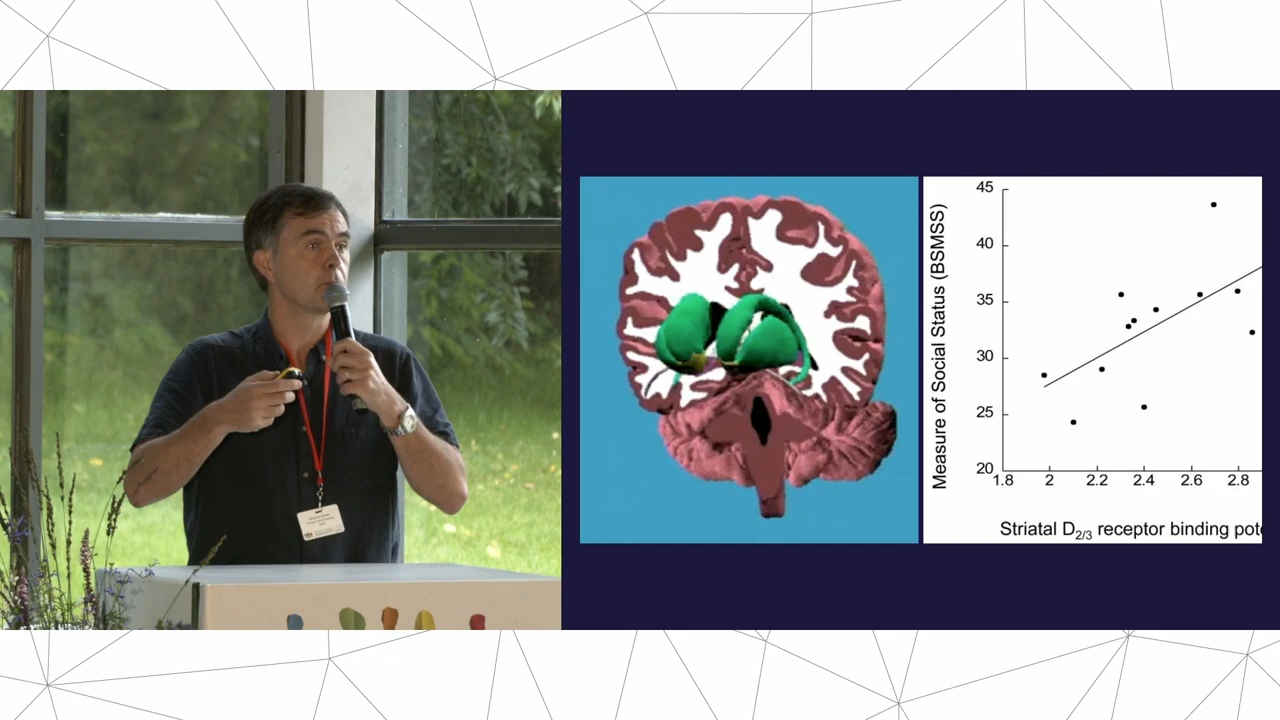 45
40
35
30
25
20
1.8 2 2.2 2.4 2.6 2.8
Measure of Social Status (BSMSS)
Striatal D2/3 receptor binding pote